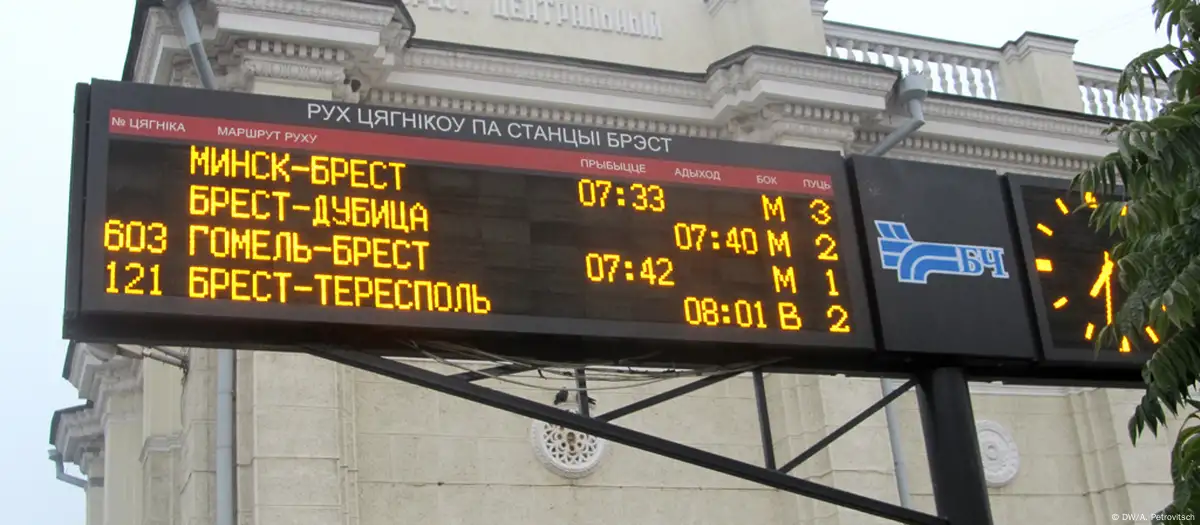 БРЕСТ ЦЕНТРАЛЬНЫЙ
РУХ ЦЯГНІКОУ ПА СТАНЦЫІ БРЭСТ
№ ЦЯГНІКА МАРШРУТ РУХУ ПРЫБЫЦЦЕ АДЫХОД БОК ПУЦЬ
МИНСК-БРЕСТ 07:33 М 3
БРЕСТ-ДУБИЦА 07:40 М 2
603 ГОМЕЛЬ-БРЕСТ 07:42 М 1
121 БРЕСТ-ТЕРЕСПОЛЬ 08:01 В 2
БЧ
© DW/A. Petrovitsch